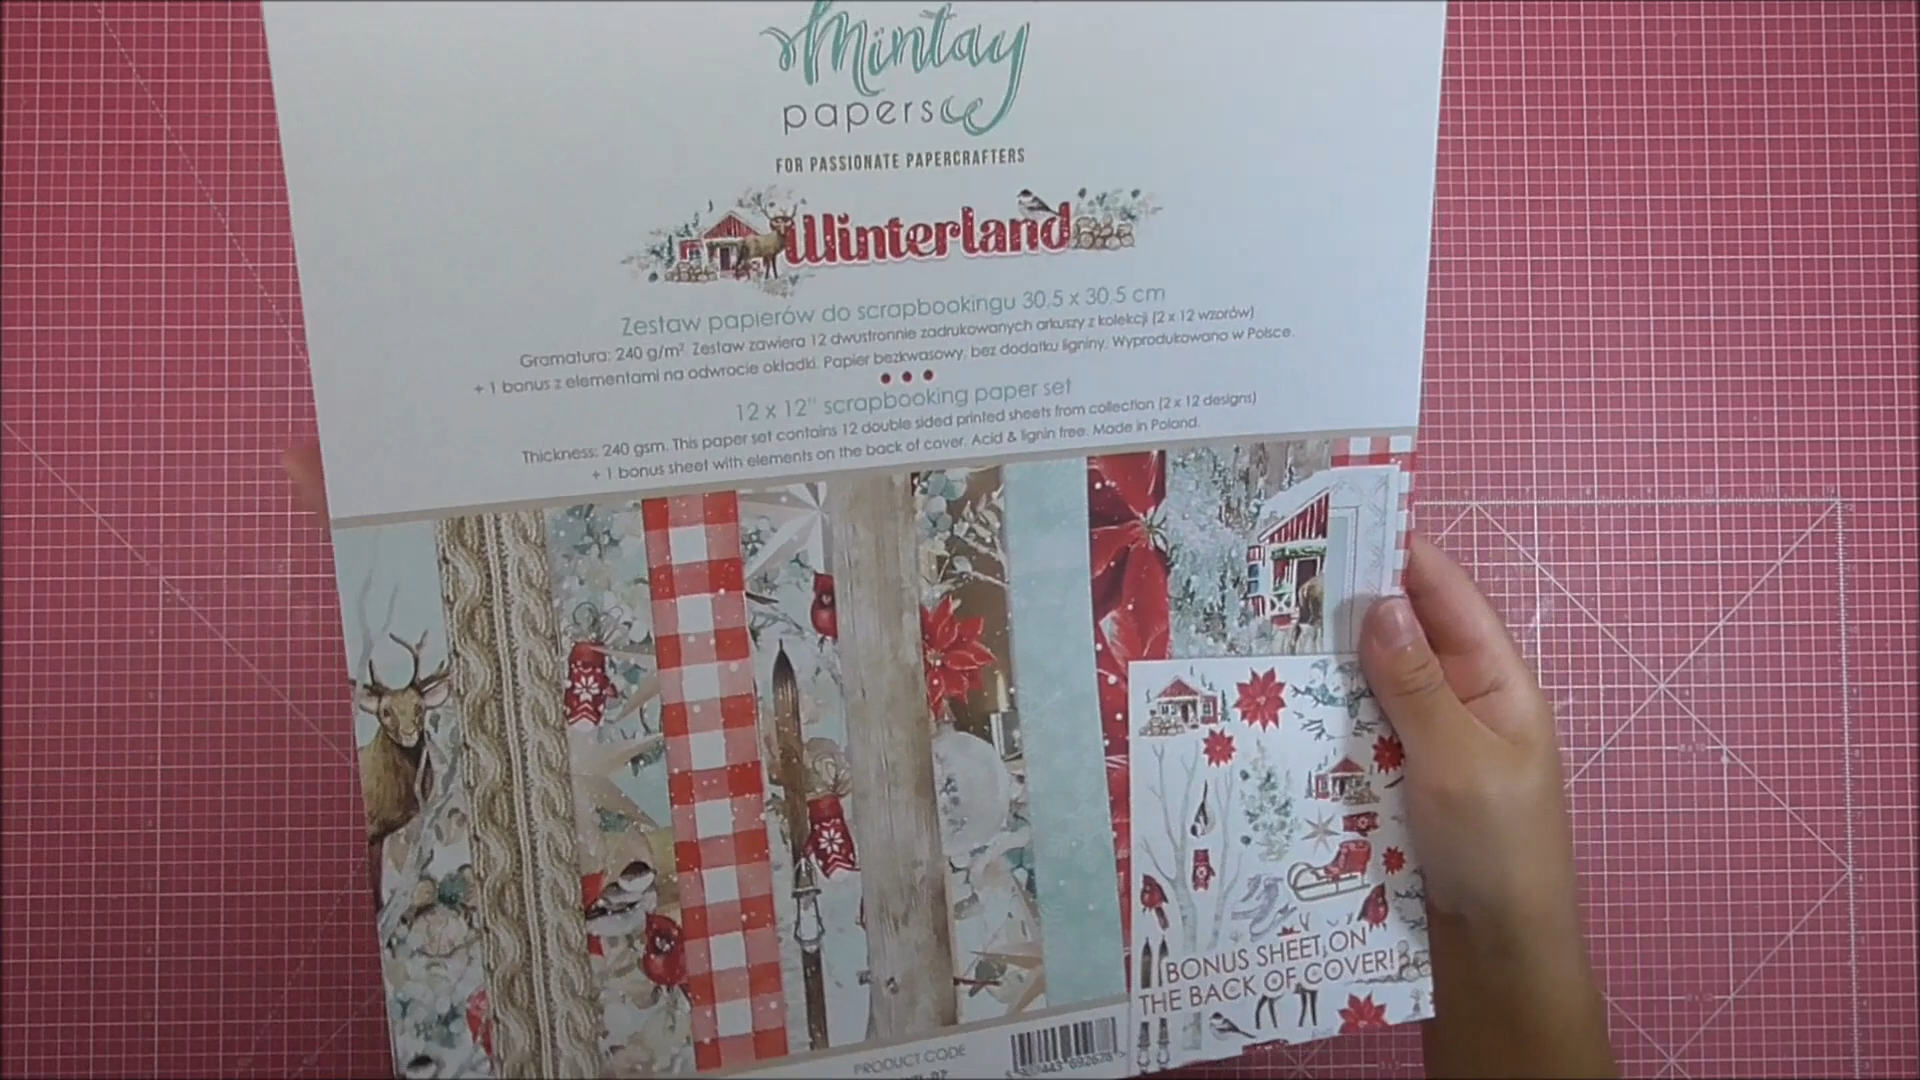 Mintay
papers
FOR PASSIONATE PAPERCRAFTERS
Winterland
Zestaw papierów do scrapbookingu 30,5 x 30,5 cm
Gramatura: 240 g/m² Zestaw zawiera 12 dwustronnie zadrukowanych arkuszy z kolekcji (2 x 12 wzorów)
+ 1 bonus z elementami na odwrocie okładki. Papier bezkwasowy, bez dodatku ligniny. Wyprodukowano w Polsce.
12 x 12" scrapbooking paper set
Thickness: 240 gsm. This paper set contains 12 double sided printed sheets from collection (2 x 12 designs)
+ 1 bonus sheet with elements on the back of cover. Acid & lignin free. Made in Poland.
BONUS SHEET ON
THE BACK OF COVER!
PRODUCT CODE